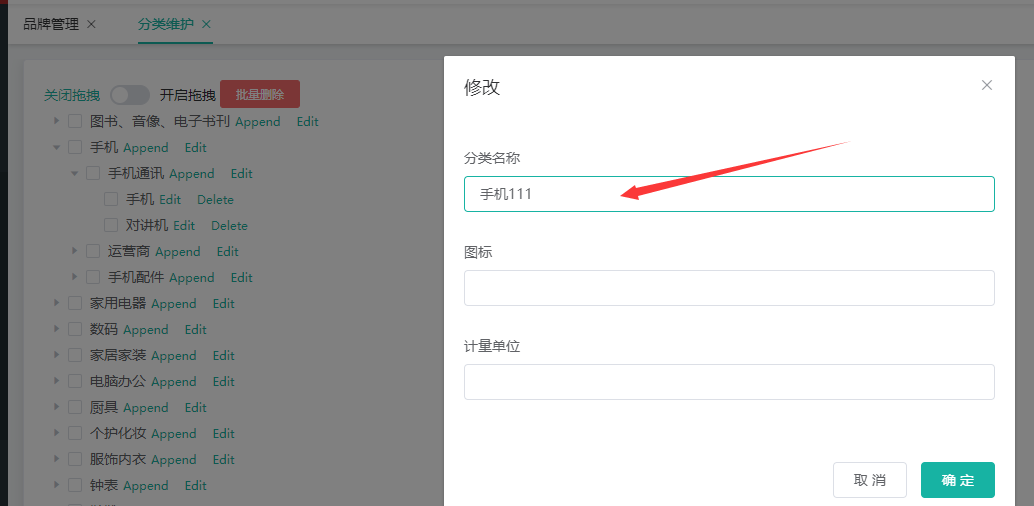 品牌管理 × 分类维护 ×
关闭拖拽 开启拖拽 批量删除
图书、音像、电子书刊 Append Edit
手机 Append Edit
手机通讯 Append Edit
手机 Edit Delete
对讲机 Edit Delete
运营商 Append Edit
手机配件 Append Edit
家用电器 Append Edit
数码 Append Edit
家居家装 Append Edit
电脑办公 Append Edit
厨具 Append Edit
个护化妆 Append Edit
服饰内衣 Append Edit
钟表 Append Edit
修改
分类名称
手机111
图标
计量单位
取消 确定